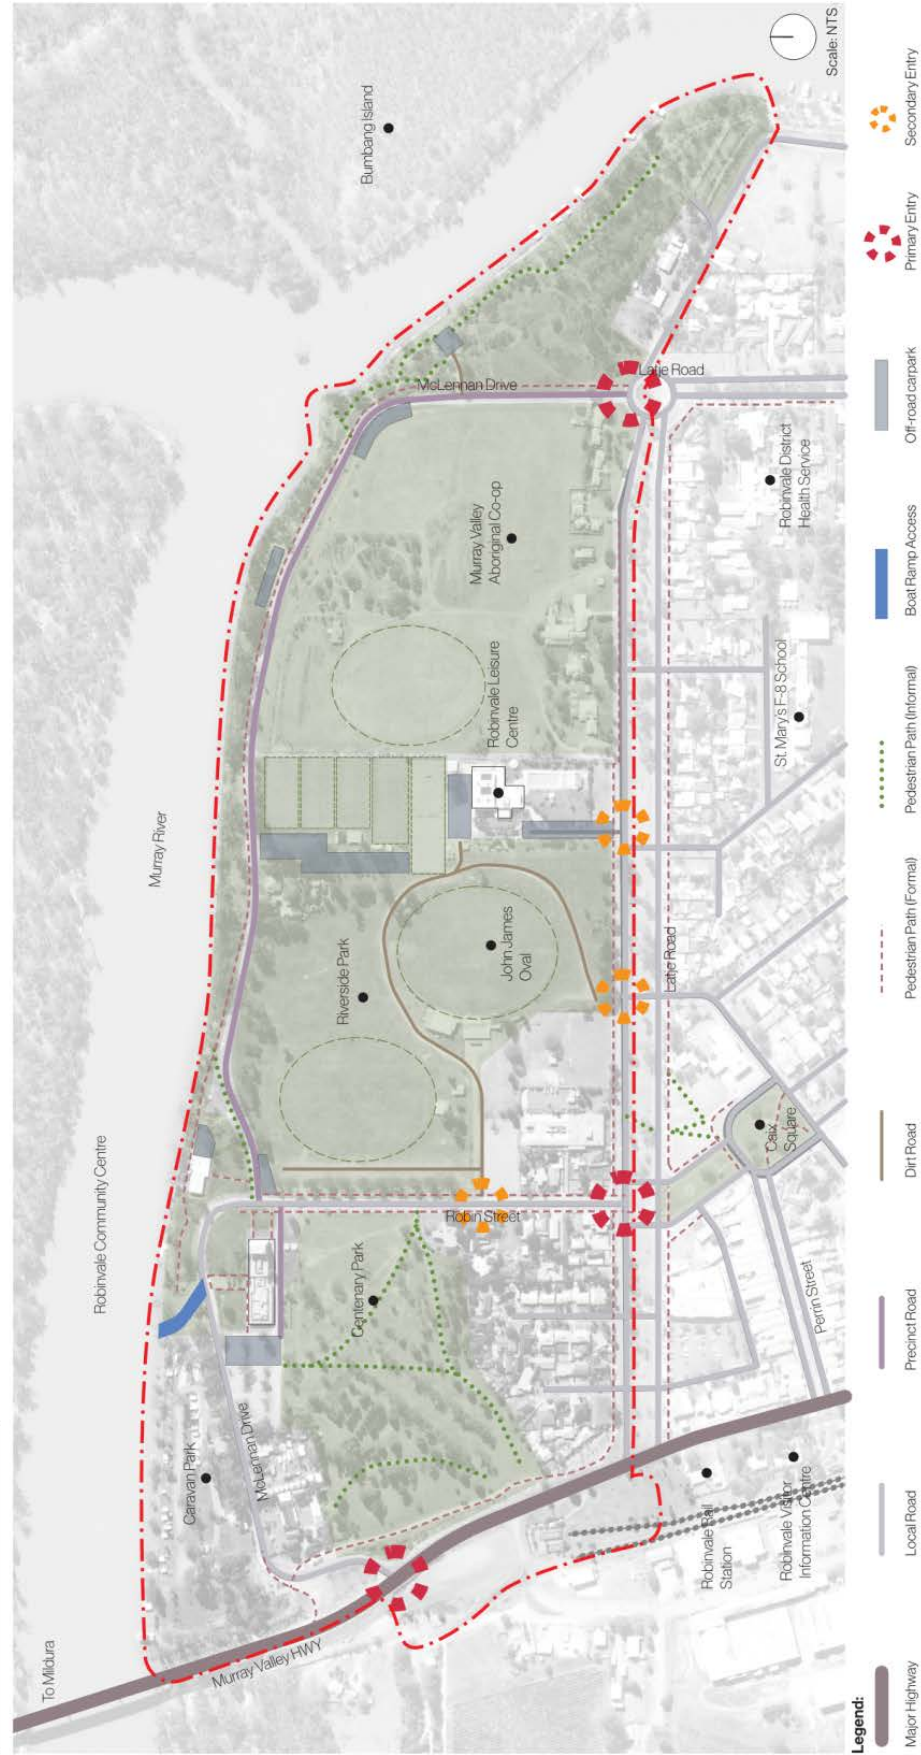 To Mildura
Murray Valley HWY
Caravan Park
McLennan Drive
Robinvale Community Centre
Murray River
Bumbang Island
Scale: NTS
Centenary Park
Robin Street
Riverside Park
John James
Oval
Robinvale Leisure
Centre
Murray Valley
Aboriginal Co-op
McLennan Drive
Latje Road
Latje Road
Robinvale Rail
Station
Robinvale Visitor
Information Centre
Perrin Street
Caix
Square
St. Mary's F-8 School
Robinvale District
Health Service
Legend:
Major Highway
Local Road
Precinct Road
Dirt Road
Pedestrian Path (Formal)
Pedestrian Path (Informal)
Boat Ramp Access
Off-road carpark
Primary Entry
Secondary Entry